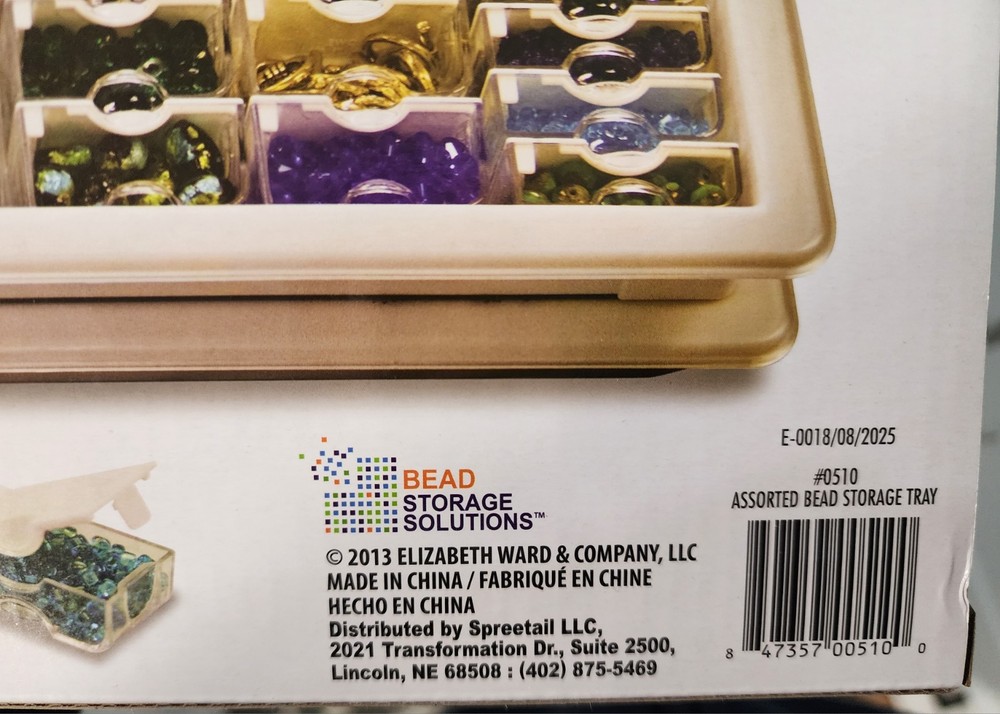 BEAD
STORAGE
SOLUTIONS™
© 2013 ELIZABETH WARD & COMPANY, LLC
MADE IN CHINA / FABRIQUÉ EN CHINE
HECHO EN CHINA
Distributed by Spreetail LLC,
2021 Transformation Dr., Suite 2500,
Lincoln, NE 68508 : (402) 875-5469
E-0018/08/2025
#0510
ASSORTED BEAD STORAGE TRAY
8 47357 00510 0